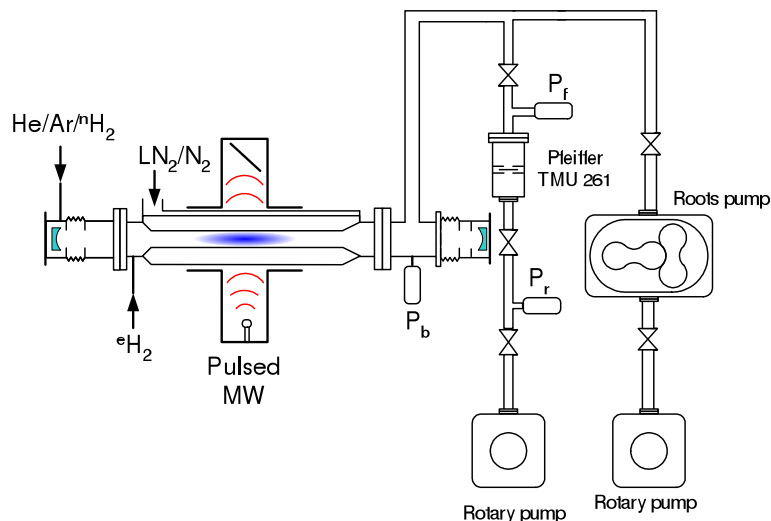 He/Ar/ⁿH₂
LN₂/N₂
ᵉH₂
Pulsed
MW
P_b
P_f
Pfeiffer
TMU 261
P_r
Roots pump
Rotary pump
Rotary pump